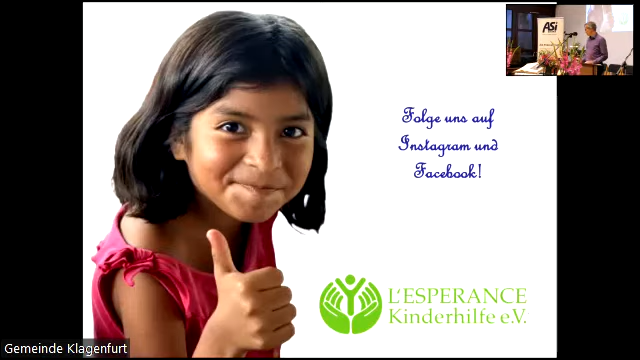 Folge uns auf
Instagram und
Facebook!
L'ESPERANCE
Kinderhilfe e.V.
ASi
Gemeinde Klagenfurt